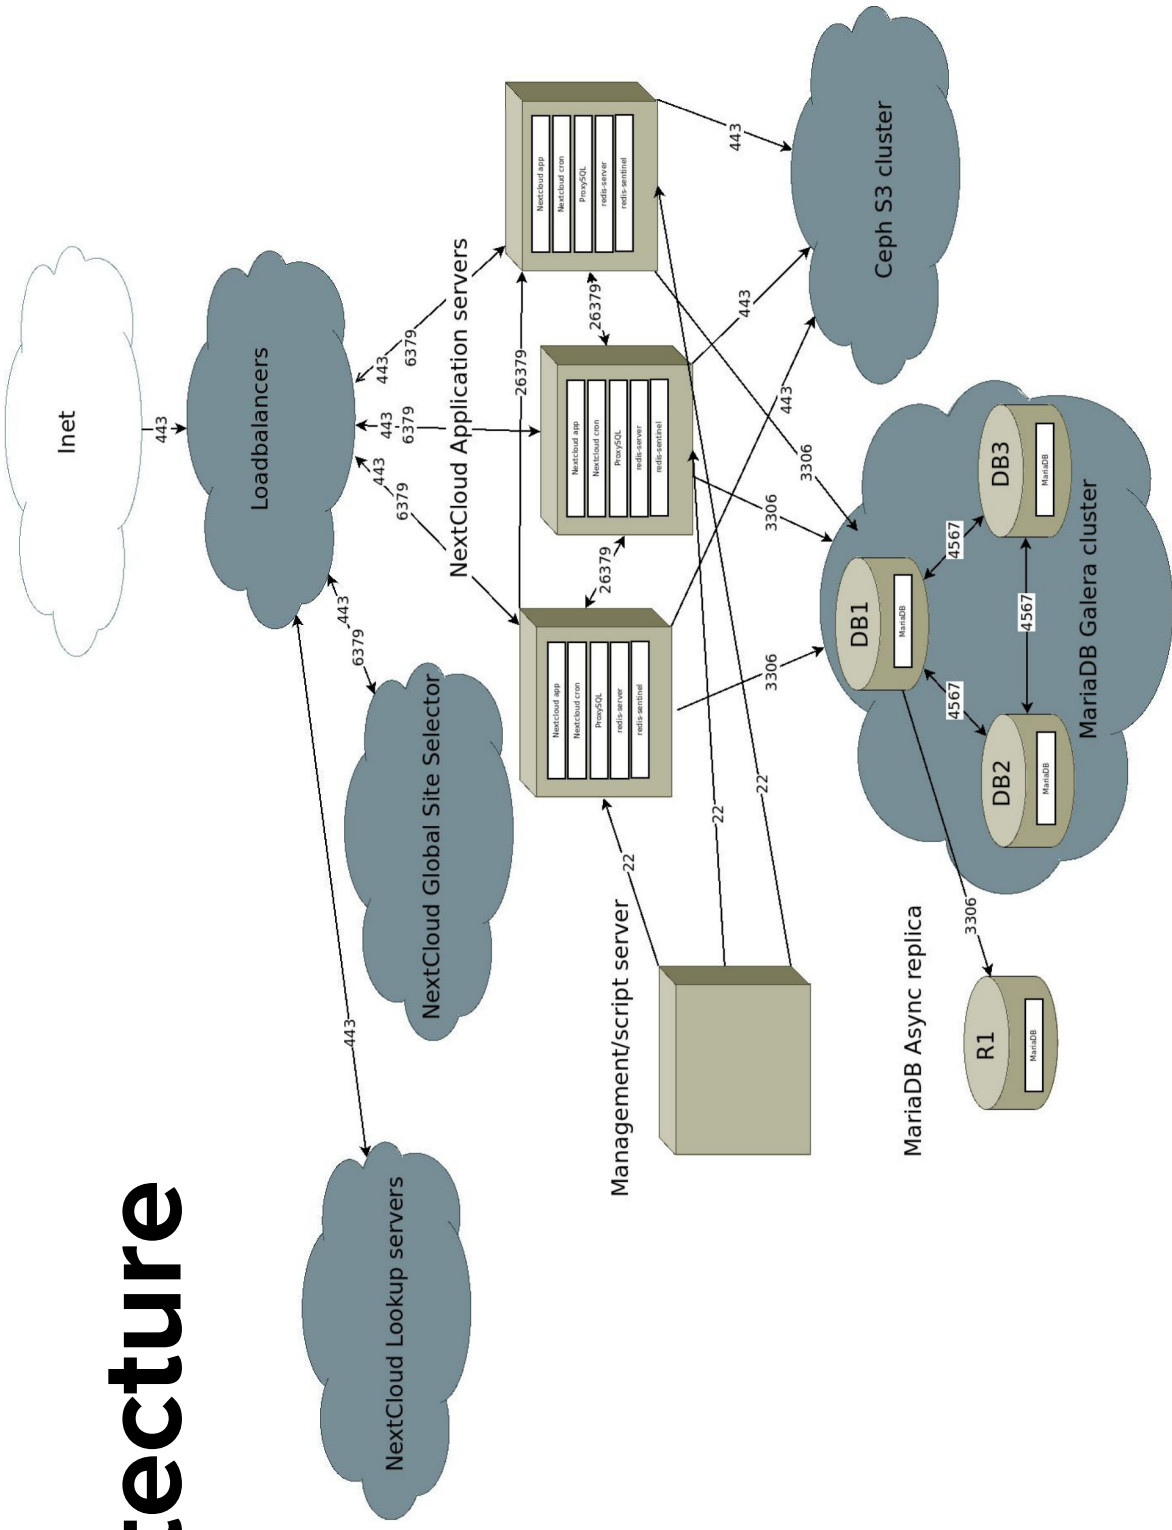 tecture
Inet
443
Loadbalancers
443
443
6379
443
6379
443
6379
443
6379
NextCloud Lookup servers
NextCloud Global Site Selector
NextCloud Application servers
26379
26379
26379
Nextcloud app
Nextcloud cron
ProxySQL
redis-server
redis-sentinel
Nextcloud app
Nextcloud cron
ProxySQL
redis-server
redis-sentinel
Nextcloud app
Nextcloud cron
ProxySQL
redis-server
redis-sentinel
Management/script server
22
22
22
3306
3306
3306
443
443
443
Ceph S3 cluster
MariaDB Async replica
R1
MariaDB
3306
DB1
MariaDB
4567
4567
4567
DB2
MariaDB
DB3
MariaDB
MariaDB Galera cluster